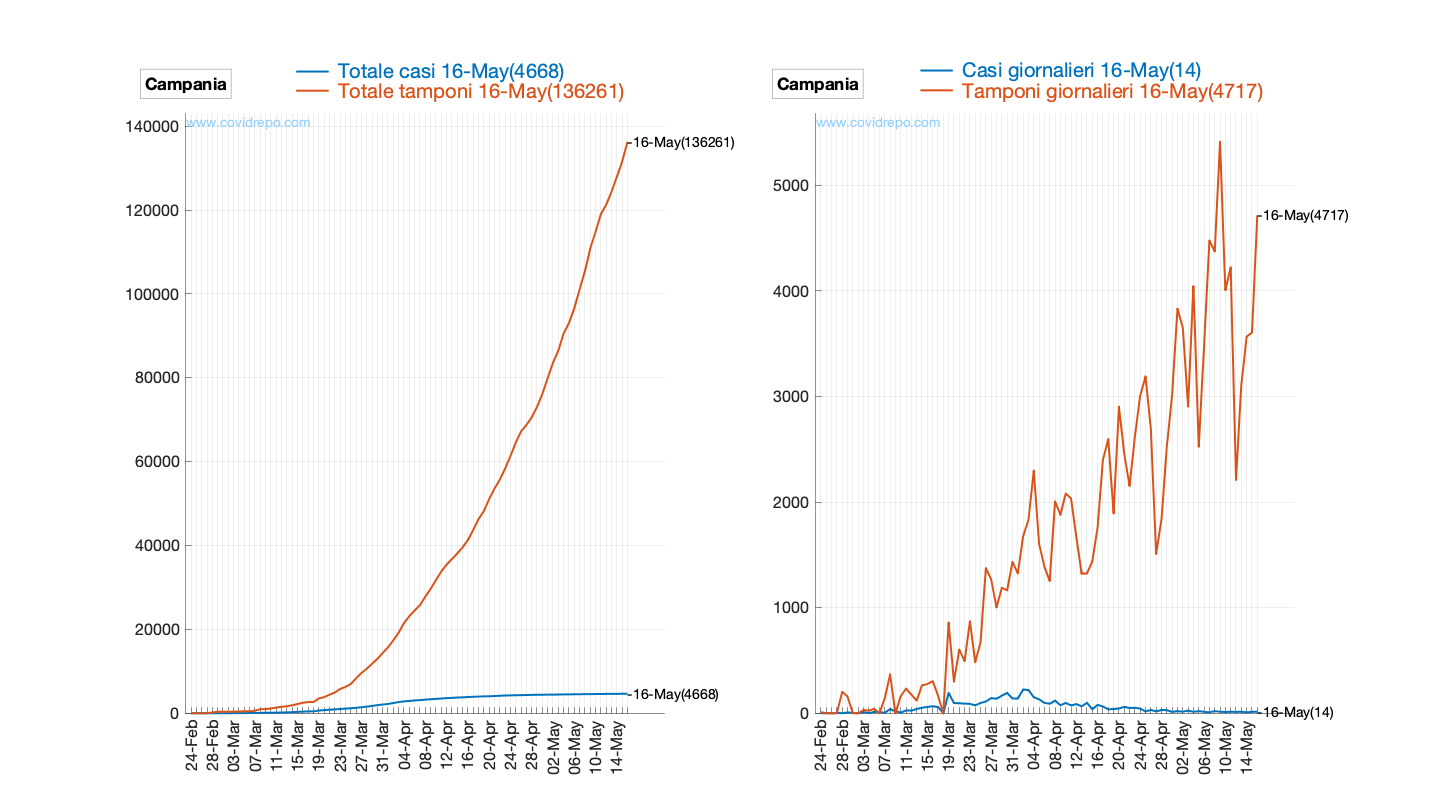 Campania
Totale casi 16-May(4668)
Totale tamponi 16-May(136261)
www.covidrepo.com
140000
120000
100000
80000
60000
40000
20000
0
16-May(136261)
16-May(4668)
24-Feb
28-Feb
03-Mar
07-Mar
11-Mar
15-Mar
19-Mar
23-Mar
27-Mar
31-Mar
04-Apr
08-Apr
12-Apr
16-Apr
20-Apr
24-Apr
28-Apr
02-May
06-May
10-May
14-May
Campania
Casi giornalieri 16-May(14)
Tamponi giornalieri 16-May(4717)
www.covidrepo.com
5000
4000
3000
2000
1000
0
16-May(4717)
16-May(14)
24-Feb
28-Feb
03-Mar
07-Mar
11-Mar
15-Mar
19-Mar
23-Mar
27-Mar
31-Mar
04-Apr
08-Apr
12-Apr
16-Apr
20-Apr
24-Apr
28-Apr
02-May
06-May
10-May
14-May